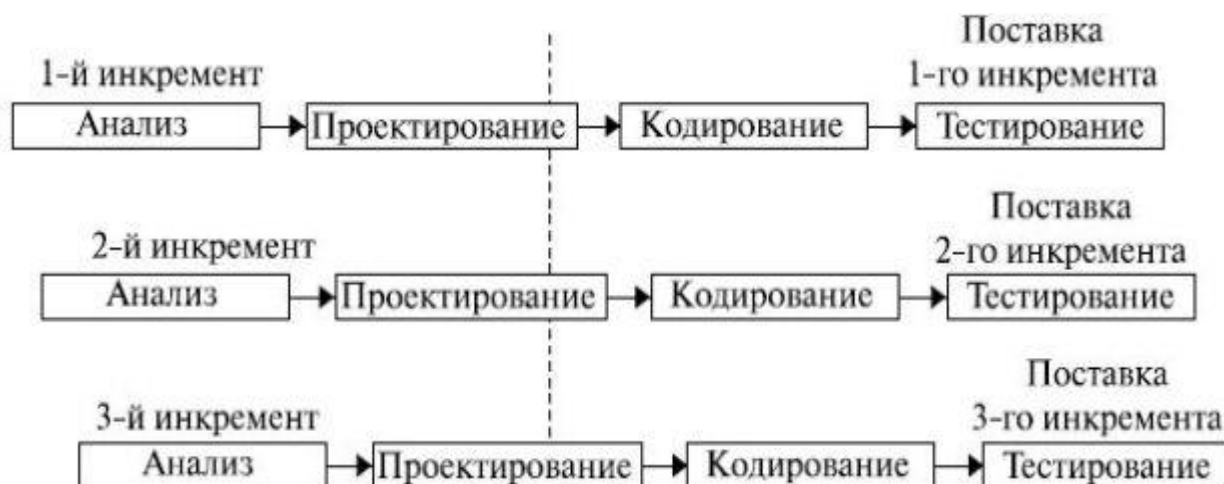 1-й инкремент
Поставка
1-го инкремента
Анализ
Проектирование
Кодирование
Тестирование
2-й инкремент
Поставка
2-го инкремента
Анализ
Проектирование
Кодирование
Тестирование
3-й инкремент
Поставка
3-го инкремента
Анализ
Проектирование
Кодирование
Тестирование